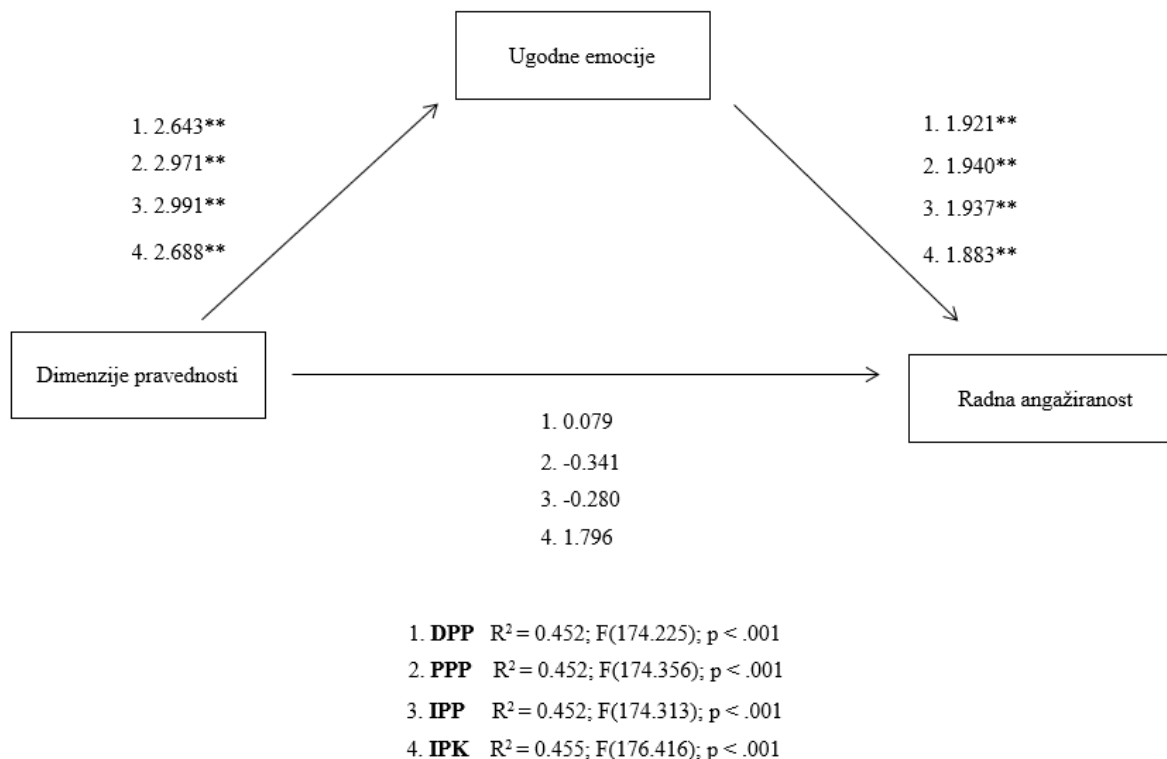 Ugodne emocije
1. 2.643**
2. 2.971**
3. 2.991**
4. 2.688**
1. 1.921**
2. 1.940**
3. 1.937**
4. 1.883**
Dimenzije pravednosti
Radna angažiranost
1. 0.079
2. -0.341
3. -0.280
4. 1.796
1. DPP R² = 0.452; F(174.225); p < .001
2. PPP R² = 0.452; F(174.356); p < .001
3. IPP R² = 0.452; F(174.313); p < .001
4. IPK R² = 0.455; F(176.416); p < .001